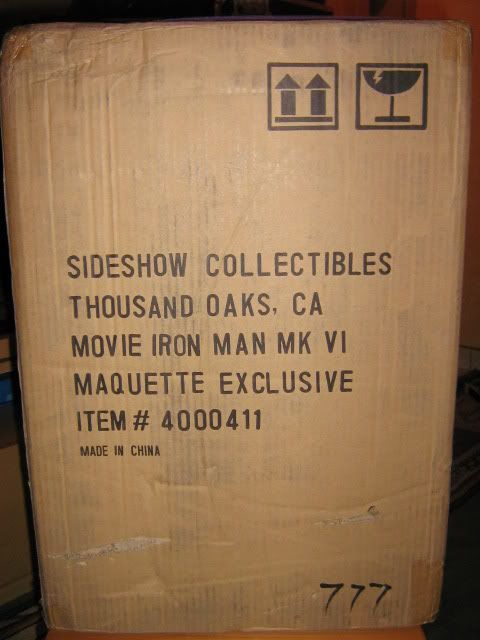 SIDESHOW COLLECTIBLES
THOUSAND OAKS, CA
MOVIE IRON MAN MK VI
MAQUETTE EXCLUSIVE
ITEM # 4000411
MADE IN CHINA
777